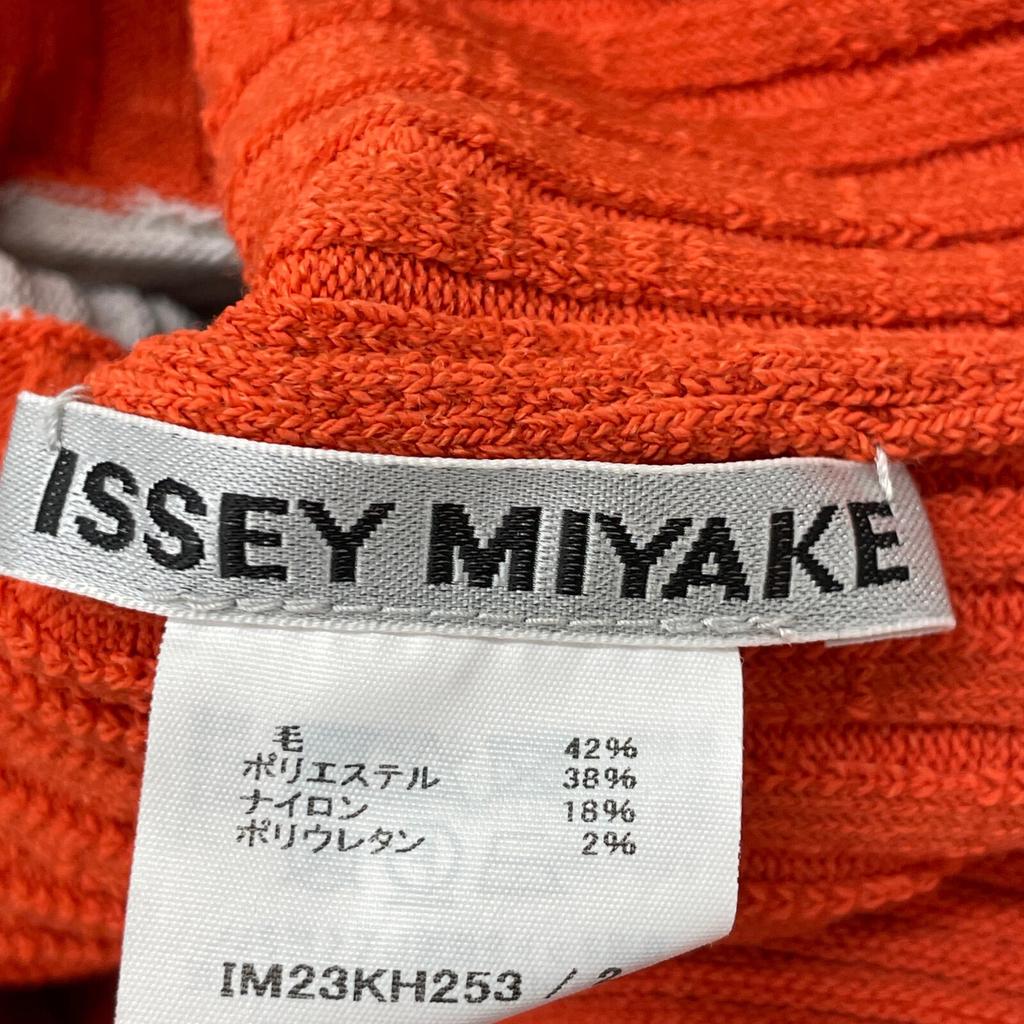 ISSEY MIYAKE
毛 42%
ポリエステル 38%
ナイロン 18%
ポリウレタン 2%
IM23KH253 /